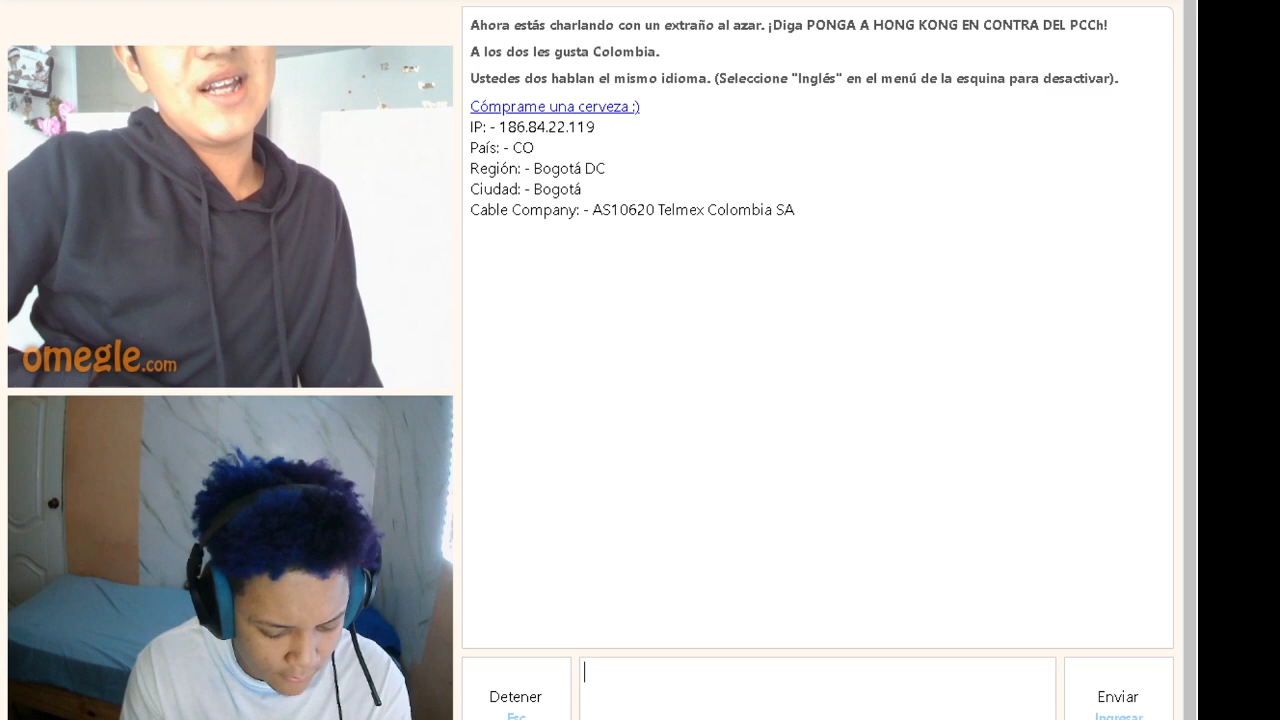 Ahora estás charlando con un extraño al azar. ¡Diga PONGA A HONG KONG EN CONTRA DEL PCCh!
A los dos les gusta Colombia.
Ustedes dos hablan el mismo idioma. (Seleccione "Inglés" en el menú de la esquina para desactivar).
Cómprame una cerveza :)
IP: - 186.84.22.119
País: - CO
Región: - Bogotá DC
Ciudad: - Bogotá
Cable Company: - AS10620 Telmex Colombia SA
omegle.com
Detener
Esc
Enviar
Ingresar